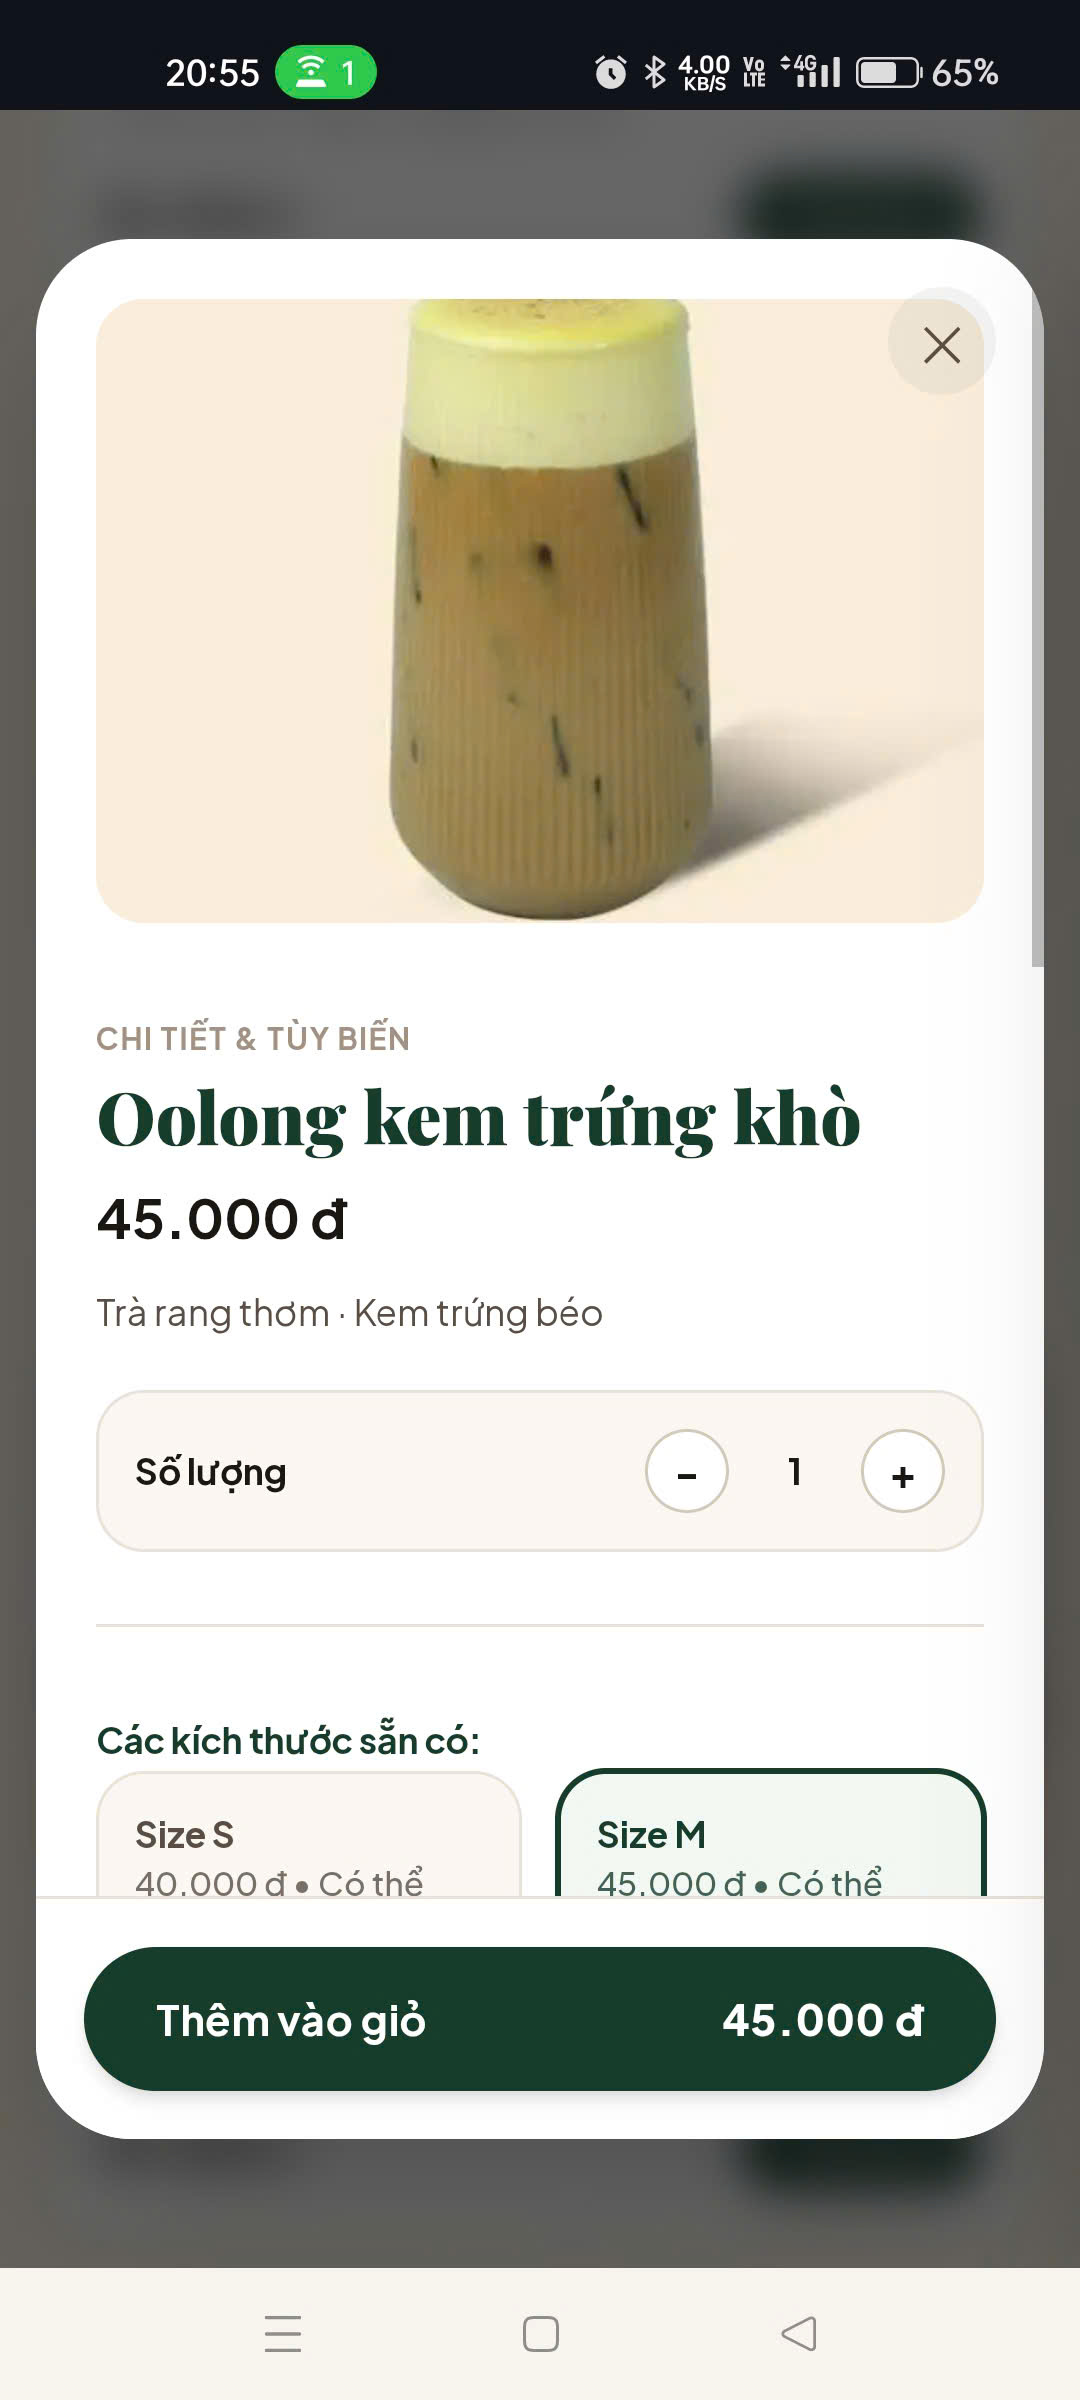 20:55 1 4.00 KB/S Vo LTE 4G 65%
CHI TIẾT & TÙY BIẾN
Oolong kem trứng khò
45.000 đ
Trà rang thơm · Kem trứng béo
Số lượng - 1 +
Các kích thước sẵn có:
Size S Size M
40.000 đ • Có thể 45.000 đ • Có thể
Thêm vào giỏ 45.000 đ